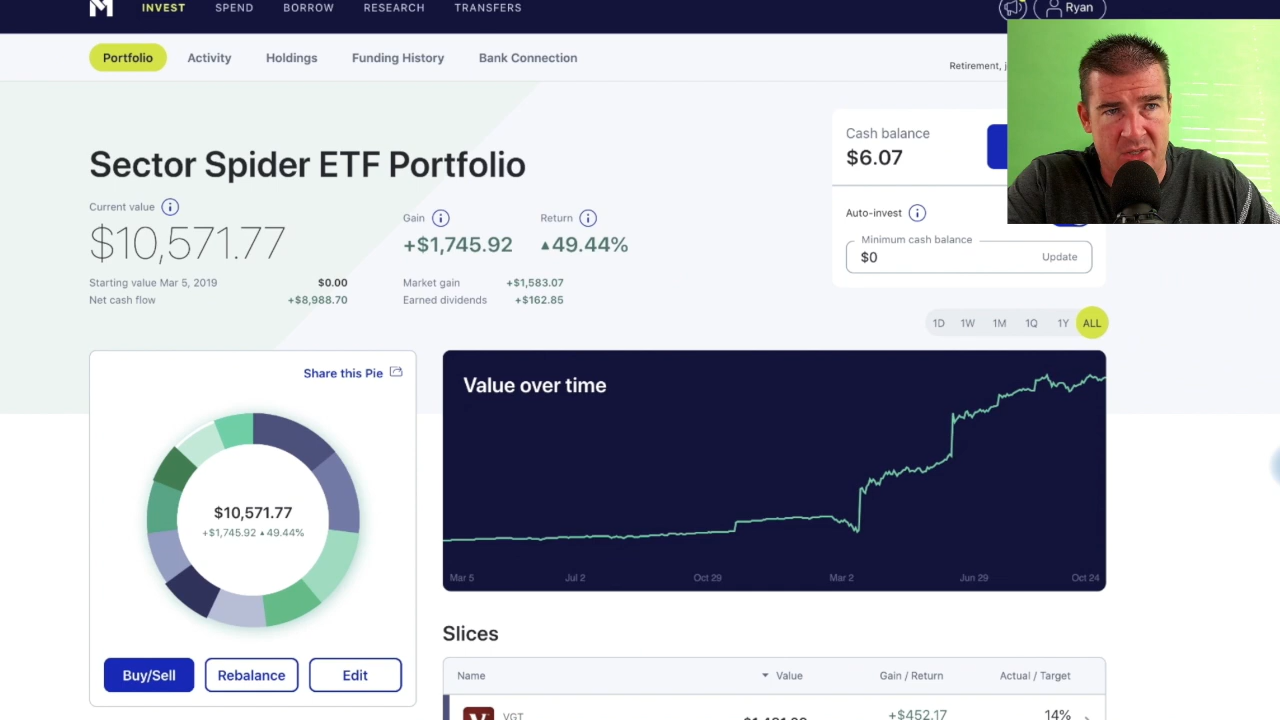 INVEST SPEND BORROW RESEARCH TRANSFERS Ryan
Portfolio Activity Holdings Funding History Bank Connection
Retirement,
Sector Spider ETF Portfolio
Current value
$10,571.77
Starting value Mar 5, 2019 $0.00
Net cash flow +$8,988.70
Gain
+$1,745.92
Return
▲49.44%
Market gain +$1,583.07
Earned dividends +$162.85
Cash balance
$6.07
Auto-invest
Minimum cash balance
$0 Update
1D 1W 1M 1Q 1Y ALL
Share this Pie
$10,571.77
+$1,745.92 ▲49.44%
Buy/Sell Rebalance Edit
Value over time
Mar 5 Jul 2 Oct 29 Mar 2 Jun 29 Oct 24
Slices
Name Value Gain / Return Actual / Target
VGT +$452.17 14%